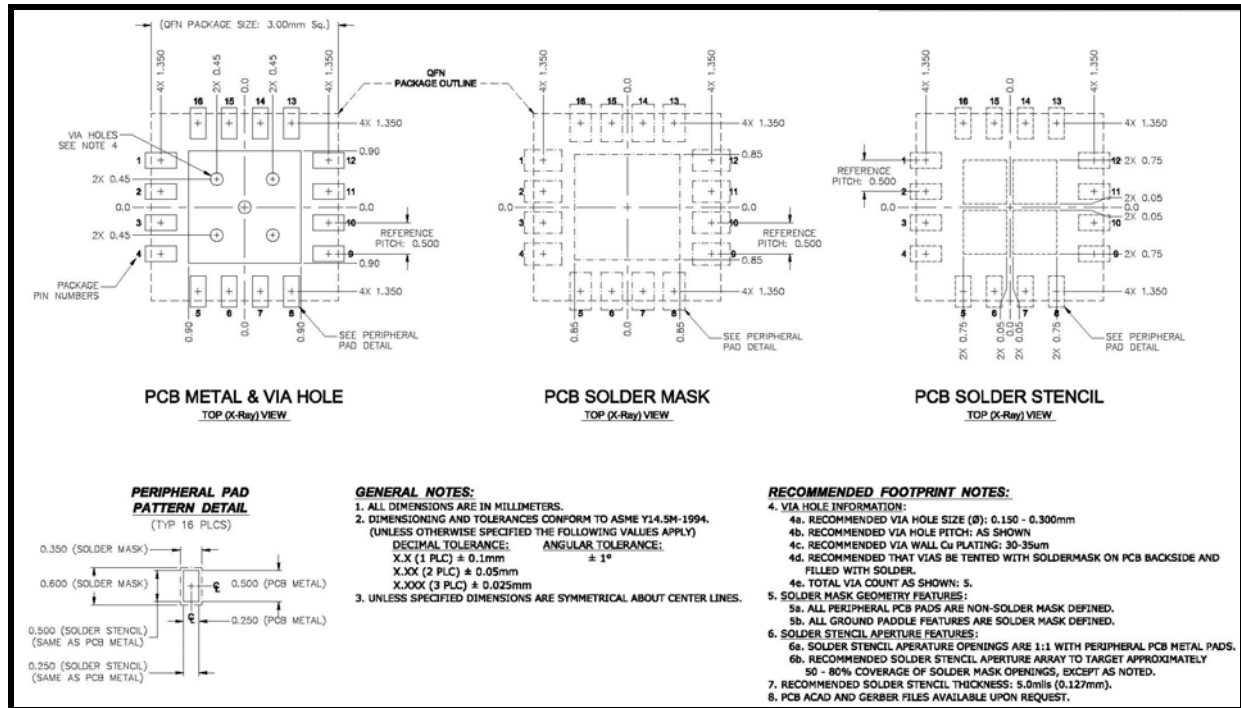 (QFN PACKAGE SIZE: 3.00mm Sq.)
4X 1.350
2X 0.45
0.0
2X 0.45
4X 1.350
QFN
PACKAGE OUTLINE
16 15 14 13
4X 1.350
VIA HOLES
SEE NOTE 4
0.90
1 12
2X 0.45
2 11
0.0 0.0
3 10
2X 0.45
REFERENCE
PITCH: 0.500
4 9
0.90
PACKAGE
PIN NUMBERS
4X 1.350
5 6 7 8
SEE PERIPHERAL
PAD DETAIL
0.90
0.0
0.90
PCB METAL & VIA HOLE
TOP (X-Ray) VIEW
4X 1.350
0.0
4X 1.350
16 15 14 13
4X 1.350
0.85
1 12
2 11
0.0 0.0
3 10
REFERENCE
PITCH: 0.500
4 9
0.85
4X 1.350
5 6 7 8
SEE PERIPHERAL
PAD DETAIL
0.85
0.0
0.85
PCB SOLDER MASK
TOP (X-Ray) VIEW
4X 1.350
0.0
4X 1.350
16 15 14 13
4X 1.350
1 12
2X 0.75
REFERENCE
PITCH: 0.500
2 11
2X 0.05
0.0 0.0
2X 0.05
3 10
4 9
2X 0.75
4X 1.350
5 6 7 8
SEE PERIPHERAL
PAD DETAIL
2X 0.75
2X 0.05
0.0
2X 0.05
2X 0.75
PCB SOLDER STENCIL
TOP (X-Ray) VIEW
PERIPHERAL PAD
PATTERN DETAIL
(TYP 16 PLCS)
0.350 (SOLDER MASK)
0.600 (SOLDER MASK)
0.500 (PCB METAL)
0.250 (PCB METAL)
0.500 (SOLDER STENCIL)
(SAME AS PCB METAL)
0.250 (SOLDER STENCIL)
(SAME AS PCB METAL)
GENERAL NOTES:
1. ALL DIMENSIONS ARE IN MILLIMETERS.
2. DIMENSIONING AND TOLERANCES CONFORM TO ASME Y14.5M-1994.
(UNLESS OTHERWISE SPECIFIED THE FOLLOWING VALUES APPLY)
DECIMAL TOLERANCE: ANGULAR TOLERANCE:
X.X (1 PLC) ± 0.1mm ± 1°
X.XX (2 PLC) ± 0.05mm
X.XXX (3 PLC) ± 0.025mm
3. UNLESS SPECIFIED DIMENSIONS ARE SYMMETRICAL ABOUT CENTER LINES.
RECOMMENDED FOOTPRINT NOTES:
4. VIA HOLE INFORMATION:
4a. RECOMMENDED VIA HOLE SIZE (Ø): 0.150 - 0.300mm
4b. RECOMMENDED VIA HOLE PITCH: AS SHOWN
4c. RECOMMENDED VIA WALL Cu PLATING: 30-35um
4d. RECOMMENDED THAT VIAS BE TENTED WITH SOLDERMASK ON PCB BACKSIDE AND
FILLED WITH SOLDER.
4e. TOTAL VIA COUNT AS SHOWN: 5.
5. SOLDER MASK GEOMETRY FEATURES:
5a. ALL PERIPHERAL PCB PADS ARE NON-SOLDER MASK DEFINED.
5b. ALL GROUND PADDLE FEATURES ARE SOLDER MASK DEFINED.
6. SOLDER STENCIL APERTURE FEATURES:
6a. SOLDER STENCIL APERATURE OPENINGS ARE 1:1 WITH PERIPHERAL PCB METAL PADS.
6b. RECOMMENDED SOLDER STENCIL APERTURE ARRAY TO TARGET APPROXIMATELY
50 - 80% COVERAGE OF SOLDER MASK OPENINGS, EXCEPT AS NOTED.
7. RECOMMENDED SOLDER STENCIL THICKNESS: 5.0mils (0.127mm).
8. PCB ACAD AND GERBER FILES AVAILABLE UPON REQUEST.